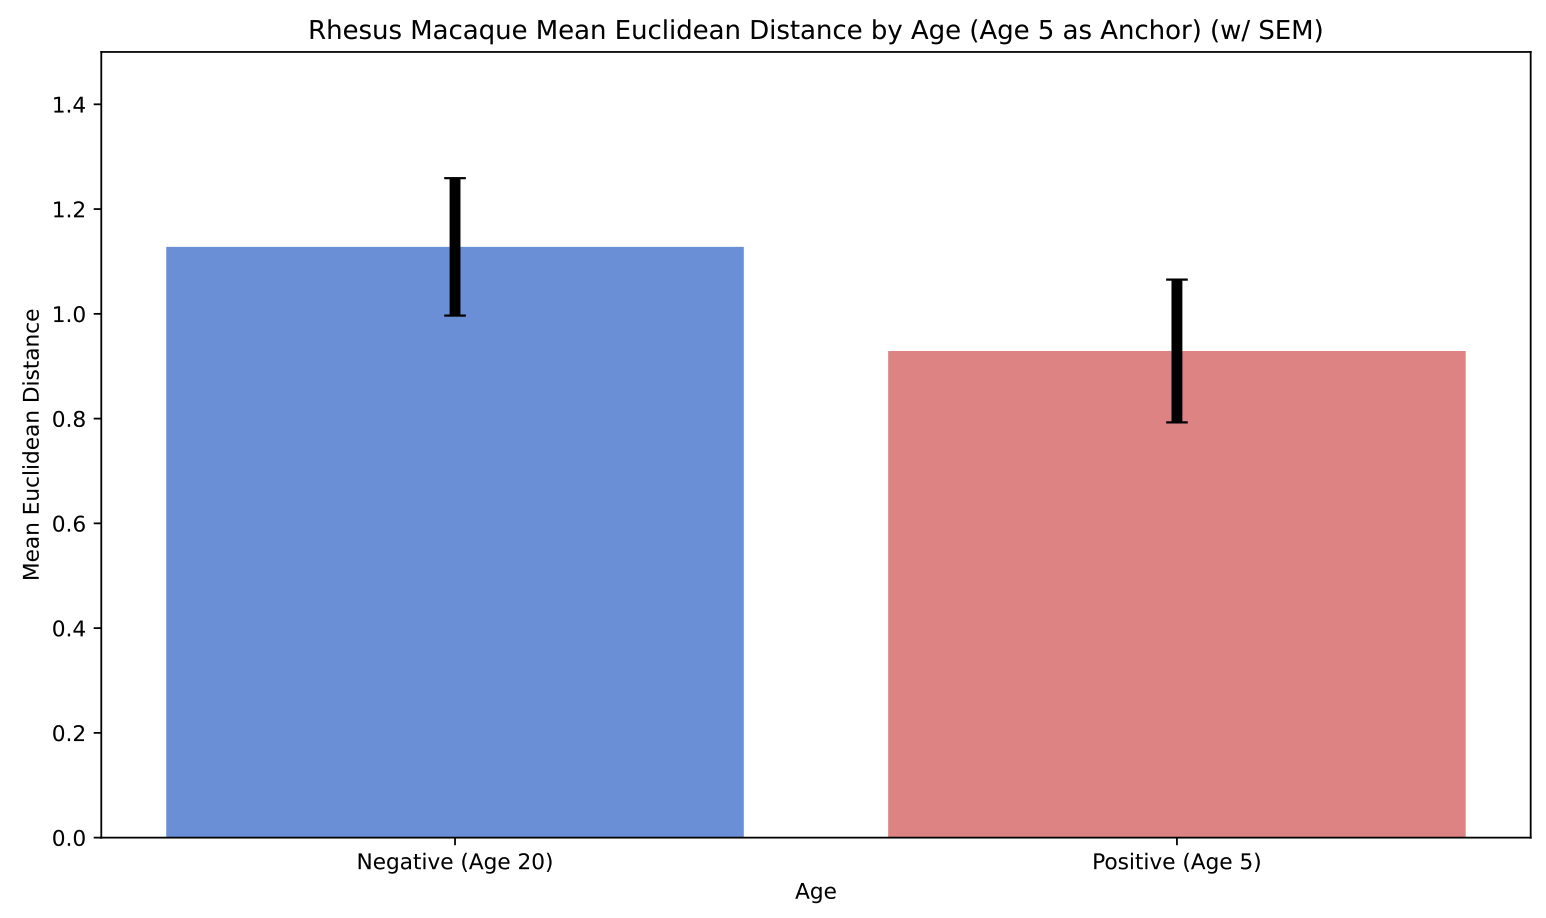 Rhesus Macaque Mean Euclidean Distance by Age (Age 5 as Anchor) (w/ SEM)
Mean Euclidean Distance
1.4
1.2
1.0
0.8
0.6
0.4
0.2
0.0
Negative (Age 20)
Positive (Age 5)
Age